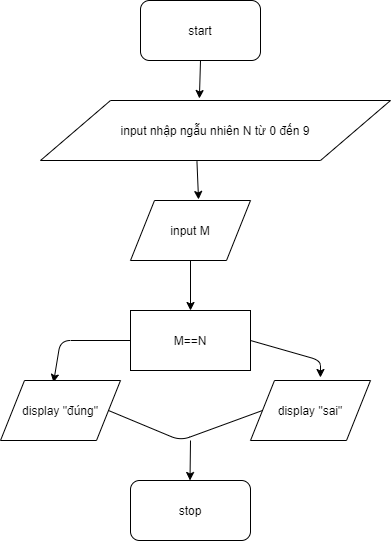 start
input nhập ngẫu nhiên N từ 0 đến 9
input M
M==N
display "đúng"
display "sai"
stop